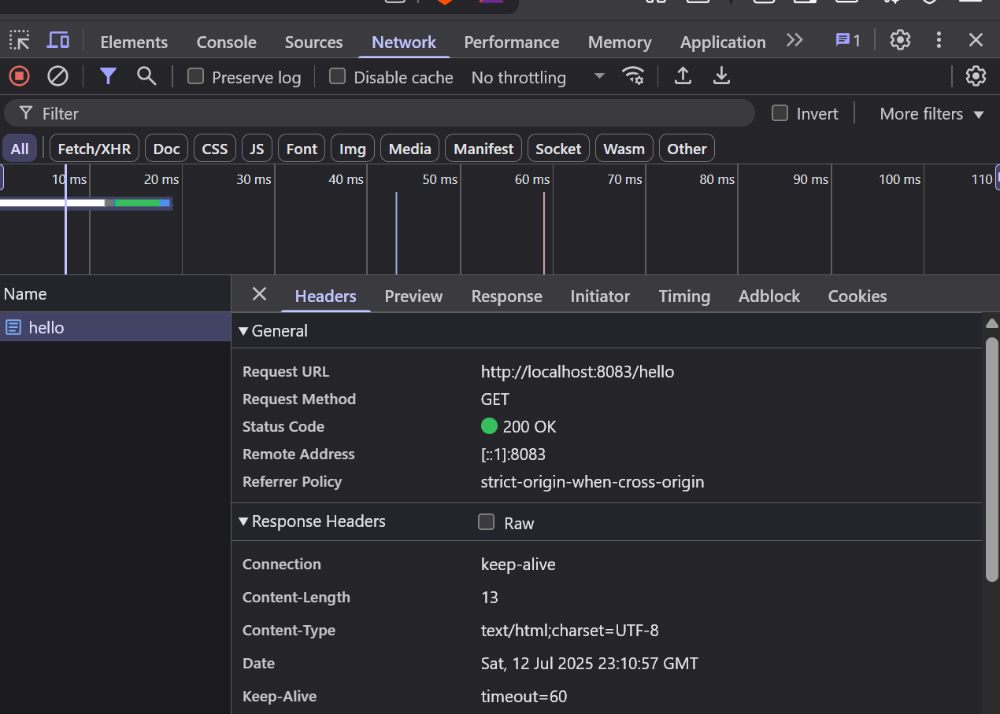 Elements Console Sources Network Performance Memory Application 1
Preserve log Disable cache No throttling
Filter Invert More filters
All Fetch/XHR Doc CSS JS Font Img Media Manifest Socket Wasm Other
10 ms 20 ms 30 ms 40 ms 50 ms 60 ms 70 ms 80 ms 90 ms 100 ms 110
Name Headers Preview Response Initiator Timing Adblock Cookies
hello General
Request URL http://localhost:8083/hello
Request Method GET
Status Code 200 OK
Remote Address [::1]:8083
Referrer Policy strict-origin-when-cross-origin
Response Headers Raw
Connection keep-alive
Content-Length 13
Content-Type text/html;charset=UTF-8
Date Sat, 12 Jul 2025 23:10:57 GMT
Keep-Alive timeout=60